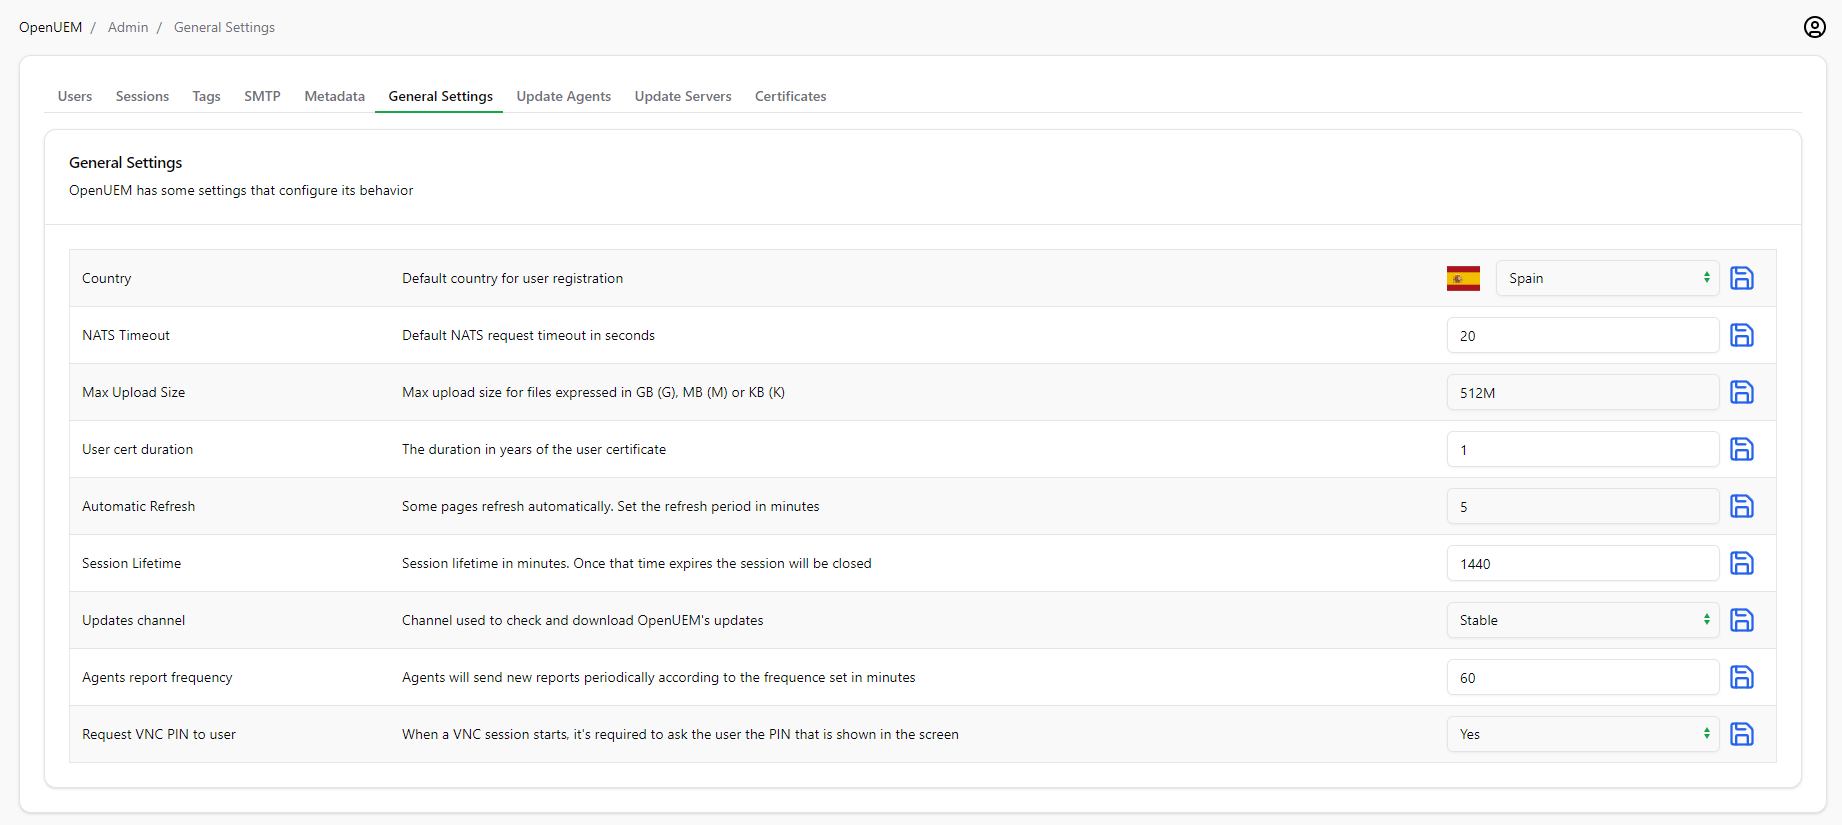 OpenUEM / Admin / General Settings
Users Sessions Tags SMTP Metadata General Settings Update Agents Update Servers Certificates
General Settings
OpenUEM has some settings that configure its behavior
Country Default country for user registration Spain
NATS Timeout Default NATS request timeout in seconds 20
Max Upload Size Max upload size for files expressed in GB (G), MB (M) or KB (K) 512M
User cert duration The duration in years of the user certificate 1
Automatic Refresh Some pages refresh automatically. Set the refresh period in minutes 5
Session Lifetime Session lifetime in minutes. Once that time expires the session will be closed 1440
Updates channel Channel used to check and download OpenUEM's updates Stable
Agents report frequency Agents will send new reports periodically according to the frequence set in minutes 60
Request VNC PIN to user When a VNC session starts, it's required to ask the user the PIN that is shown in the screen Yes